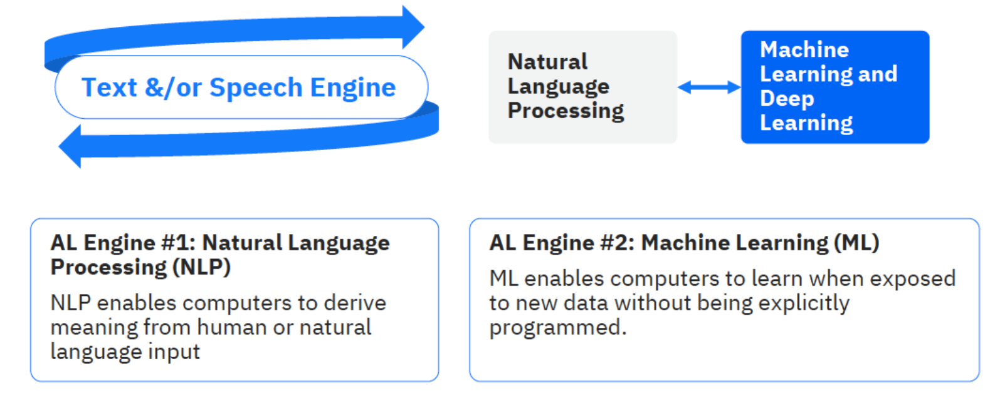 Text &/or Speech Engine
Natural
Language
Processing
Machine
Learning and
Deep
Learning
AL Engine #1: Natural Language
Processing (NLP)
NLP enables computers to derive
meaning from human or natural
language input
AL Engine #2: Machine Learning (ML)
ML enables computers to learn when exposed
to new data without being explicitly
programmed.